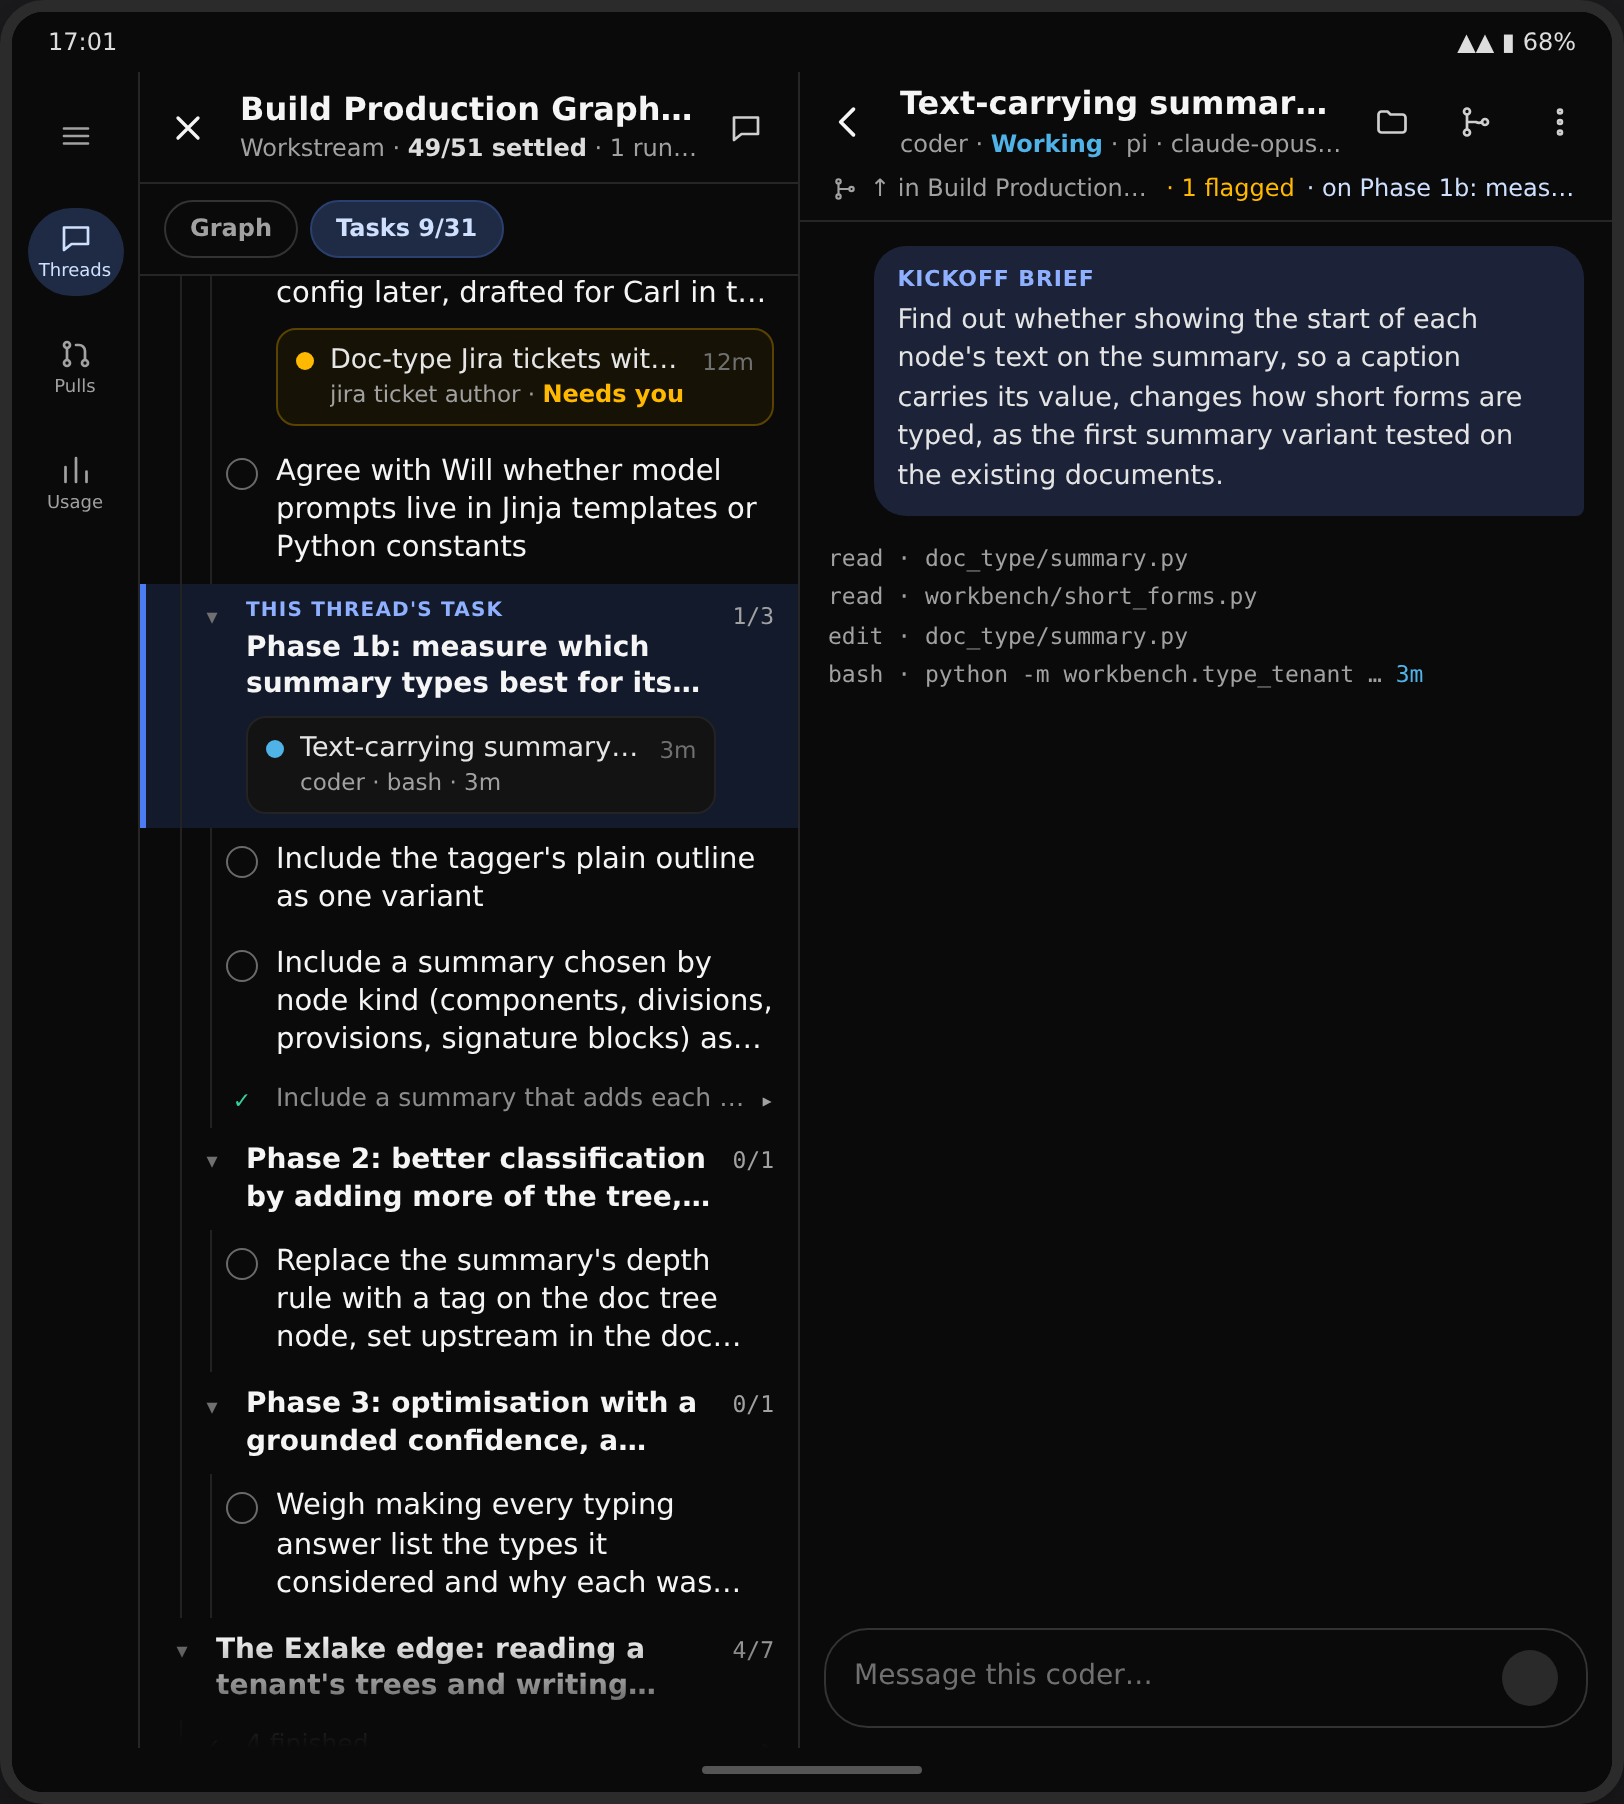 17:01
68%
Threads
Pulls
Usage
Build Production Graph…
Workstream · 49/51 settled · 1 run…
Graph
Tasks 9/31
config later, drafted for Carl in t…
Doc-type Jira tickets wit… 12m
jira ticket author · Needs you
Agree with Will whether model
prompts live in Jinja templates or
Python constants
THIS THREAD'S TASK 1/3
Phase 1b: measure which
summary types best for its…
Text-carrying summary… 3m
coder · bash · 3m
Include the tagger's plain outline
as one variant
Include a summary chosen by
node kind (components, divisions,
provisions, signature blocks) as…
Include a summary that adds each …
Phase 2: better classification 0/1
by adding more of the tree,…
Replace the summary's depth
rule with a tag on the doc tree
node, set upstream in the doc…
Phase 3: optimisation with a 0/1
grounded confidence, a…
Weigh making every typing
answer list the types it
considered and why each was…
The Exlake edge: reading a 4/7
tenant's trees and writing…
4 finished
Text-carrying summar…
coder · Working · pi · claude-opus…
↑ in Build Production… · 1 flagged · on Phase 1b: meas…
KICKOFF BRIEF
Find out whether showing the start of each
node's text on the summary, so a caption
carries its value, changes how short forms are
typed, as the first summary variant tested on
the existing documents.
read · doc_type/summary.py
read · workbench/short_forms.py
edit · doc_type/summary.py
bash · python -m workbench.type_tenant … 3m
Message this coder…